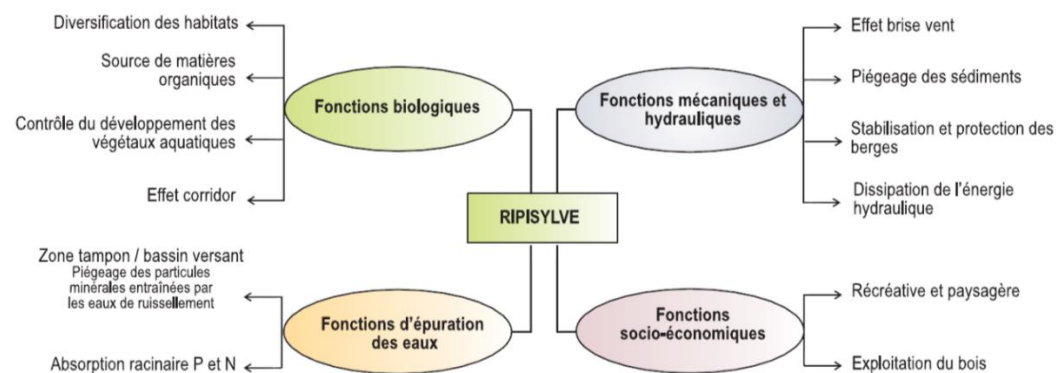 Diversification des habitats
Source de matières
organiques
Contrôle du développement des
végétaux aquatiques
Effet corridor
Fonctions biologiques
Fonctions mécaniques et
hydrauliques
Effet brise vent
Piégeage des sédiments
Stabilisation et protection des
berges
Dissipation de l'énergie
hydraulique
RIPISYLVE
Zone tampon / bassin versant
Piégeage des particules
minérales entraînées par
les eaux de ruissellement
Absorption racinaire P et N
Fonctions d'épuration
des eaux
Fonctions
socio-économiques
Récréative et paysagère
Exploitation du bois